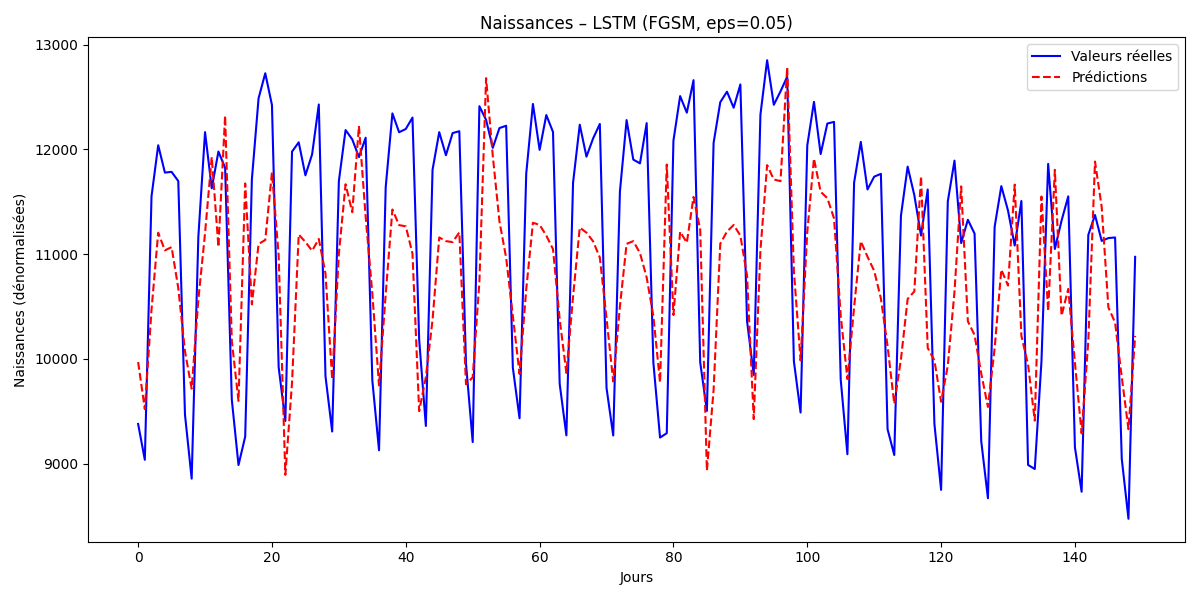 Naissances – LSTM (FGSM, eps=0.05)
Valeurs réelles
Prédictions
Naissances (dénormalisées)
13000
12000
11000
10000
9000
0 20 40 60 80 100 120 140
Jours